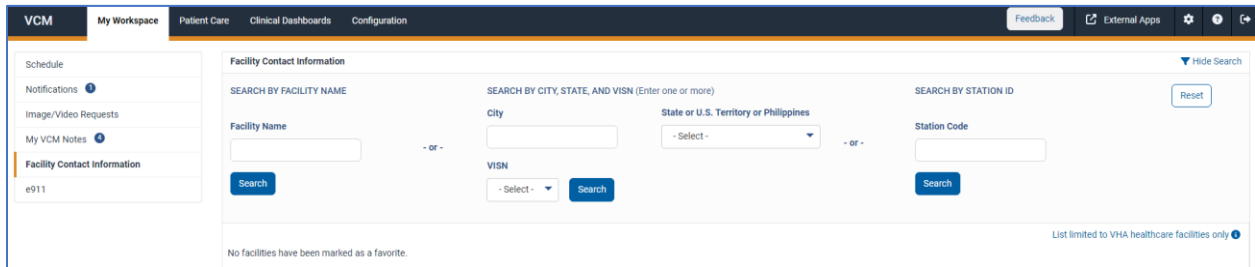 VCM My Workspace Patient Care Clinical Dashboards Configuration Feedback External Apps
Schedule
Notifications 1
Image/Video Requests
My VCM Notes 4
Facility Contact Information
e911
Facility Contact Information Hide Search
SEARCH BY FACILITY NAME
Facility Name
Search
- or -
SEARCH BY CITY, STATE, AND VISN (Enter one or more)
City
State or U.S. Territory or Philippines
- Select -
VISN
- Select - Search
- or -
SEARCH BY STATION ID
Reset
Station Code
Search
List limited to VHA healthcare facilities only
No facilities have been marked as a favorite.